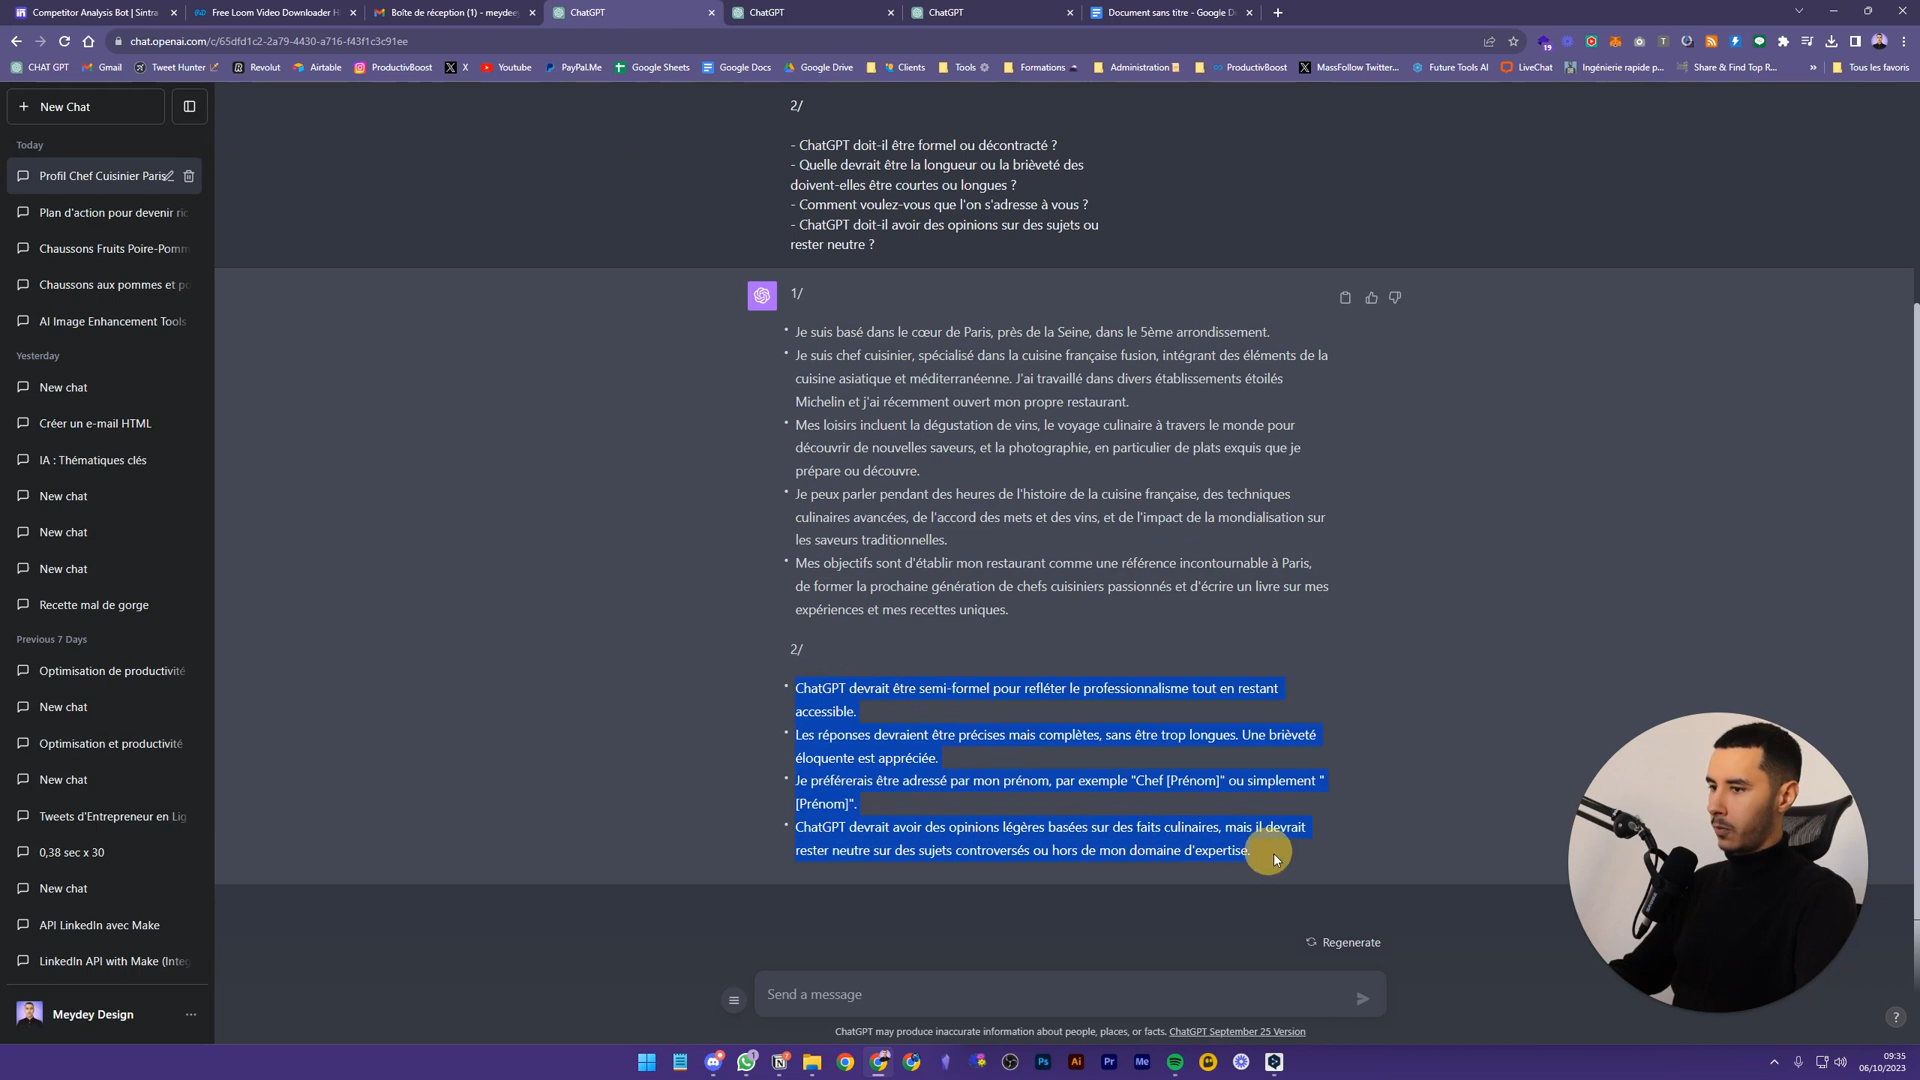 Competitor Analysis Bot | Sintra
Free Loom Video Downloader H
Boîte de réception (1) - meydee
ChatGPT
ChatGPT
ChatGPT
Document sans titre - Google D
chat.openai.com/c/65dfd1c2-2a79-4430-a716-f43f1c3c91ee
19
CHAT GPT
Gmail
Tweet Hunter
Revolut
Airtable
ProductivBoost
X
Youtube
PayPal.Me
Google Sheets
Google Docs
Google Drive
Clients
Tools
Formations
Administration
ProductivBoost
MassFollow Twitter...
Future Tools AI
LiveChat
Ingénierie rapide p...
Share & Find Top R...
Tous les favoris
New Chat
Today
Profil Chef Cuisinier Paris
Plan d'action pour devenir ric
Chaussons Fruits Poire-Pomm
Chaussons aux pommes et po
AI Image Enhancement Tools
Yesterday
New chat
Créer un e-mail HTML
IA : Thématiques clés
New chat
New chat
New chat
Recette mal de gorge
Previous 7 Days
Optimisation de productivité
New chat
Optimisation et productivité
New chat
Tweets d'Entrepreneur en Lig
0,38 sec x 30
New chat
API LinkedIn avec Make
LinkedIn API with Make (Integ
Meydey Design
2/
- ChatGPT doit-il être formel ou décontracté ?
- Quelle devrait être la longueur ou la brièveté des
doivent-elles être courtes ou longues ?
- Comment voulez-vous que l'on s'adresse à vous ?
- ChatGPT doit-il avoir des opinions sur des sujets ou
rester neutre ?
1/
• Je suis basé dans le cœur de Paris, près de la Seine, dans le 5ème arrondissement.
• Je suis chef cuisinier, spécialisé dans la cuisine française fusion, intégrant des éléments de la
cuisine asiatique et méditerranéenne. J'ai travaillé dans divers établissements étoilés
Michelin et j'ai récemment ouvert mon propre restaurant.
• Mes loisirs incluent la dégustation de vins, le voyage culinaire à travers le monde pour
découvrir de nouvelles saveurs, et la photographie, en particulier de plats exquis que je
prépare ou découvre.
• Je peux parler pendant des heures de l'histoire de la cuisine française, des techniques
culinaires avancées, de l'accord des mets et des vins, et de l'impact de la mondialisation sur
les saveurs traditionnelles.
• Mes objectifs sont d'établir mon restaurant comme une référence incontournable à Paris,
de former la prochaine génération de chefs cuisiniers passionnés et d'écrire un livre sur mes
expériences et mes recettes uniques.
2/
• ChatGPT devrait être semi-formel pour refléter le professionnalisme tout en restant
accessible.
• Les réponses devraient être précises mais complètes, sans être trop longues. Une brièveté
éloquente est appréciée.
• Je préférerais être adressé par mon prénom, par exemple "Chef [Prénom]" ou simplement "
[Prénom]".
• ChatGPT devrait avoir des opinions légères basées sur des faits culinaires, mais il devrait
rester neutre sur des sujets controversés ou hors de mon domaine d'expertise.
Regenerate
Send a message
ChatGPT may produce inaccurate information about people, places, or facts. ChatGPT September 25 Version
?
Ps
Ai
Pr
Me
09:35
06/10/2023